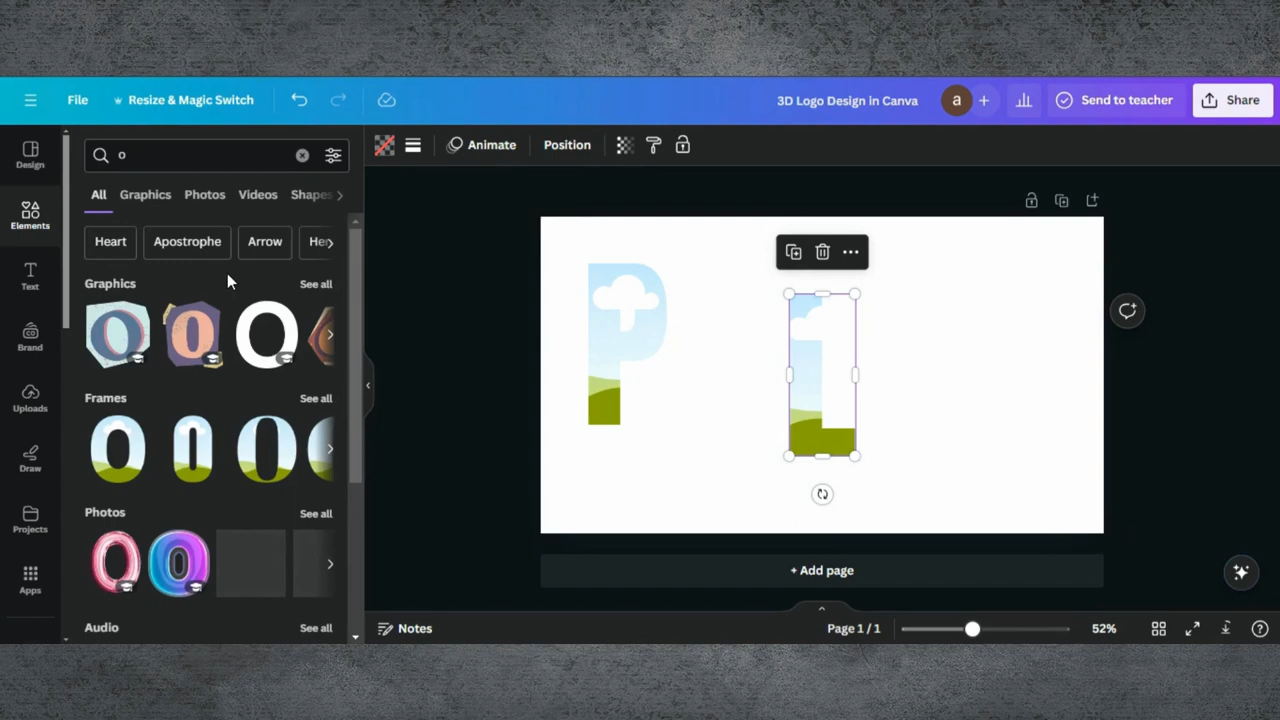 File
Resize & Magic Switch
3D Logo Design in Canva
a
Send to teacher
Share
Design
Elements
Text
Brand
Uploads
Draw
Projects
Apps
o
All
Graphics
Photos
Videos
Shapes
Heart
Apostrophe
Arrow
He
Graphics
See all
Frames
See all
Photos
See all
Audio
See all
Animate
Position
P
L
+ Add page
Notes
Page 1 / 1
52%